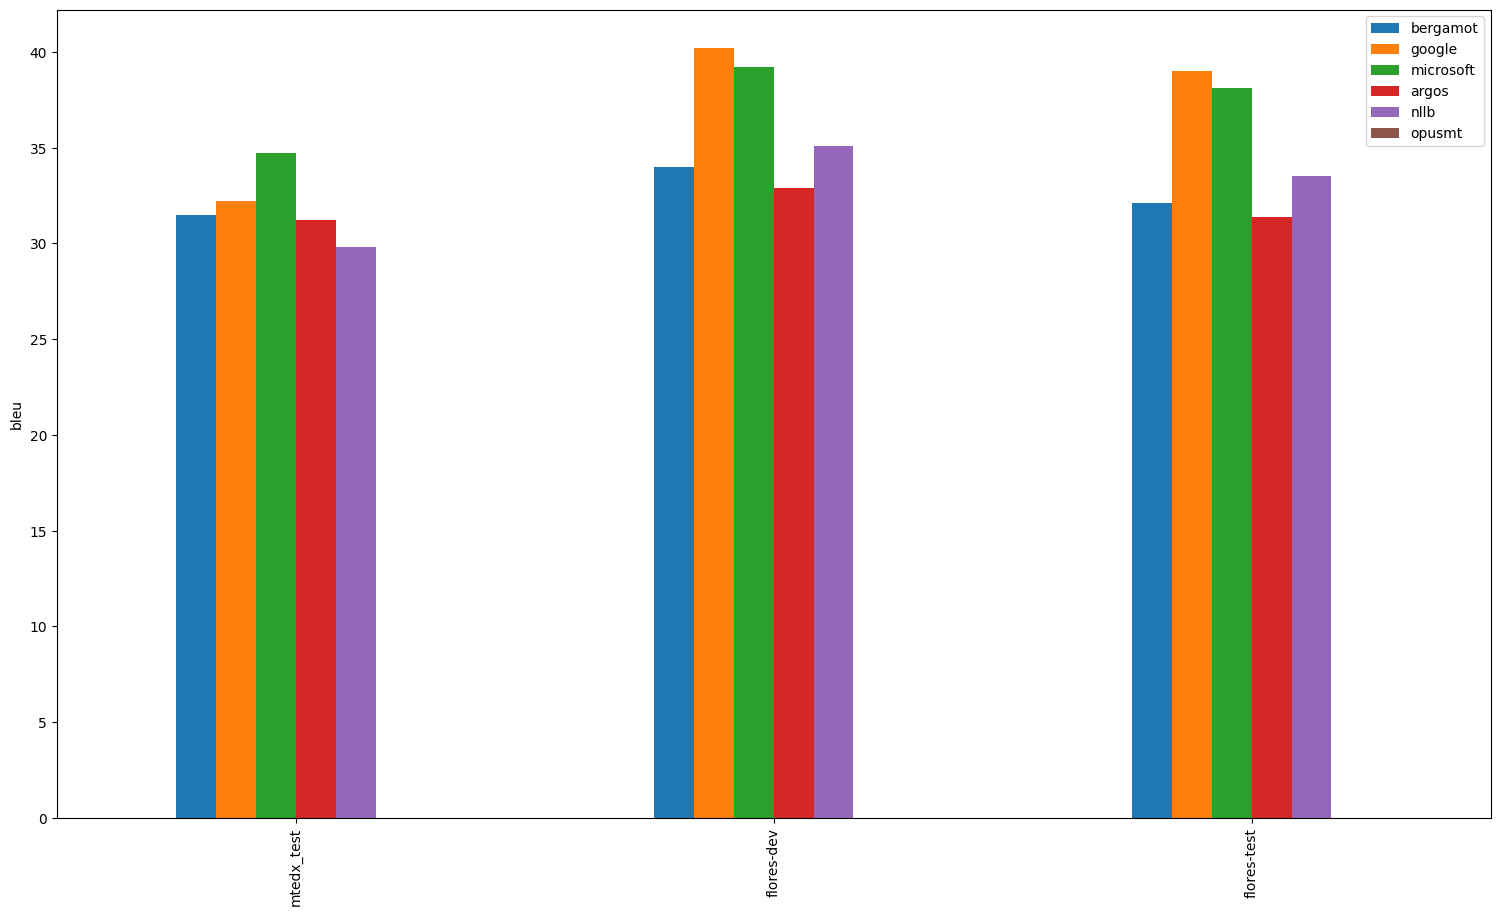 bergamot
google
microsoft
argos
nllb
opusmt
bleu
40
35
30
25
20
15
10
5
0
mtedx_test
flores-dev
flores-test